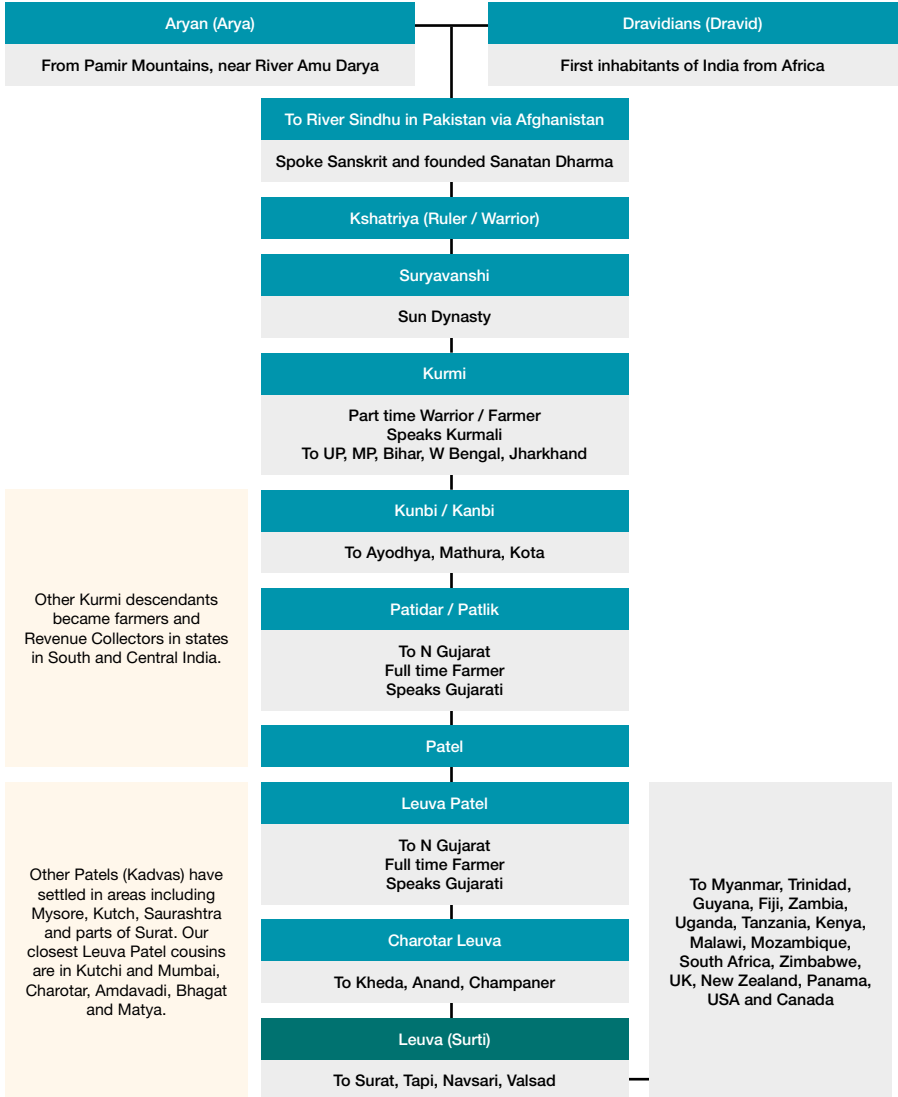 Aryan (Arya)
From Pamir Mountains, near River Amu Darya
Dravidians (Dravid)
First inhabitants of India from Africa
To River Sindhu in Pakistan via Afghanistan
Spoke Sanskrit and founded Sanatan Dharma
Kshatriya (Ruler / Warrior)
Suryavanshi
Sun Dynasty
Kurmi
Part time Warrior / Farmer
Speaks Kurmali
To UP, MP, Bihar, W Bengal, Jharkhand
Kunbi / Kanbi
To Ayodhya, Mathura, Kota
Other Kurmi descendants
became farmers and
Revenue Collectors in states
in South and Central India.
Patidar / Patlik
To N Gujarat
Full time Farmer
Speaks Gujarati
Patel
Leuva Patel
To N Gujarat
Full time Farmer
Speaks Gujarati
Other Patels (Kadvas) have
settled in areas including
Mysore, Kutch, Saurashtra
and parts of Surat. Our
closest Leuva Patel cousins
are in Kutchi and Mumbai,
Charotar, Amdavadi, Bhagat
and Matya.
Charotar Leuva
To Kheda, Anand, Champaner
Leuva (Surti)
To Surat, Tapi, Navsari, Valsad
To Myanmar, Trinidad,
Guyana, Fiji, Zambia,
Uganda, Tanzania, Kenya,
Malawi, Mozambique,
South Africa, Zimbabwe,
UK, New Zealand, Panama,
USA and Canada